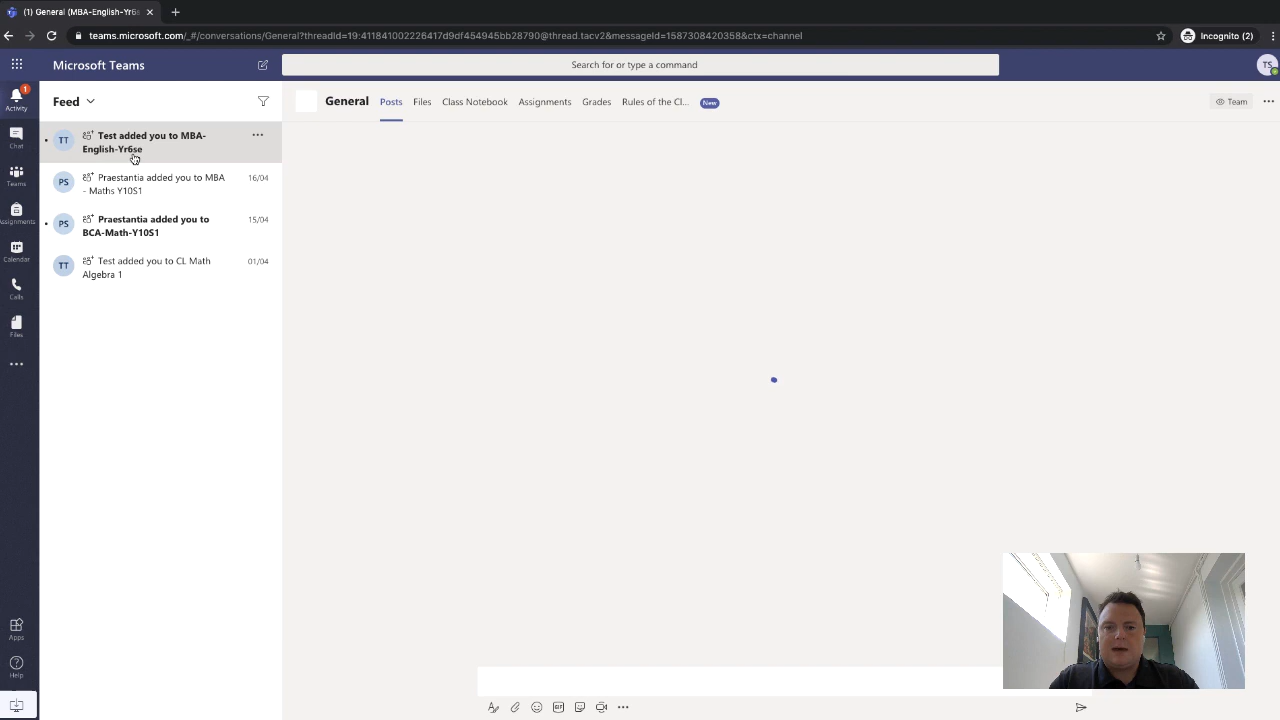 (1) General (MBA-English-Yr6s
teams.microsoft.com/_#/conversations/General?threadId=19:411841002226417d9df454945bb28790@thread.tacv2&messageId=1587308420358&ctx=channel
Incognito (2)
Microsoft Teams
Search for or type a command
TS
1
Activity
Chat
Teams
Assignments
Calendar
Calls
Files
Apps
Help
Feed
TT
Test added you to MBA-
English-Yr6se
PS
Praestantia added you to MBA
- Maths Y10S1
16/04
PS
Praestantia added you to
BCA-Math-Y10S1
15/04
TT
Test added you to CL Math
Algebra 1
01/04
General
Posts
Files
Class Notebook
Assignments
Grades
Rules of the Cl...
New
Team
GIF